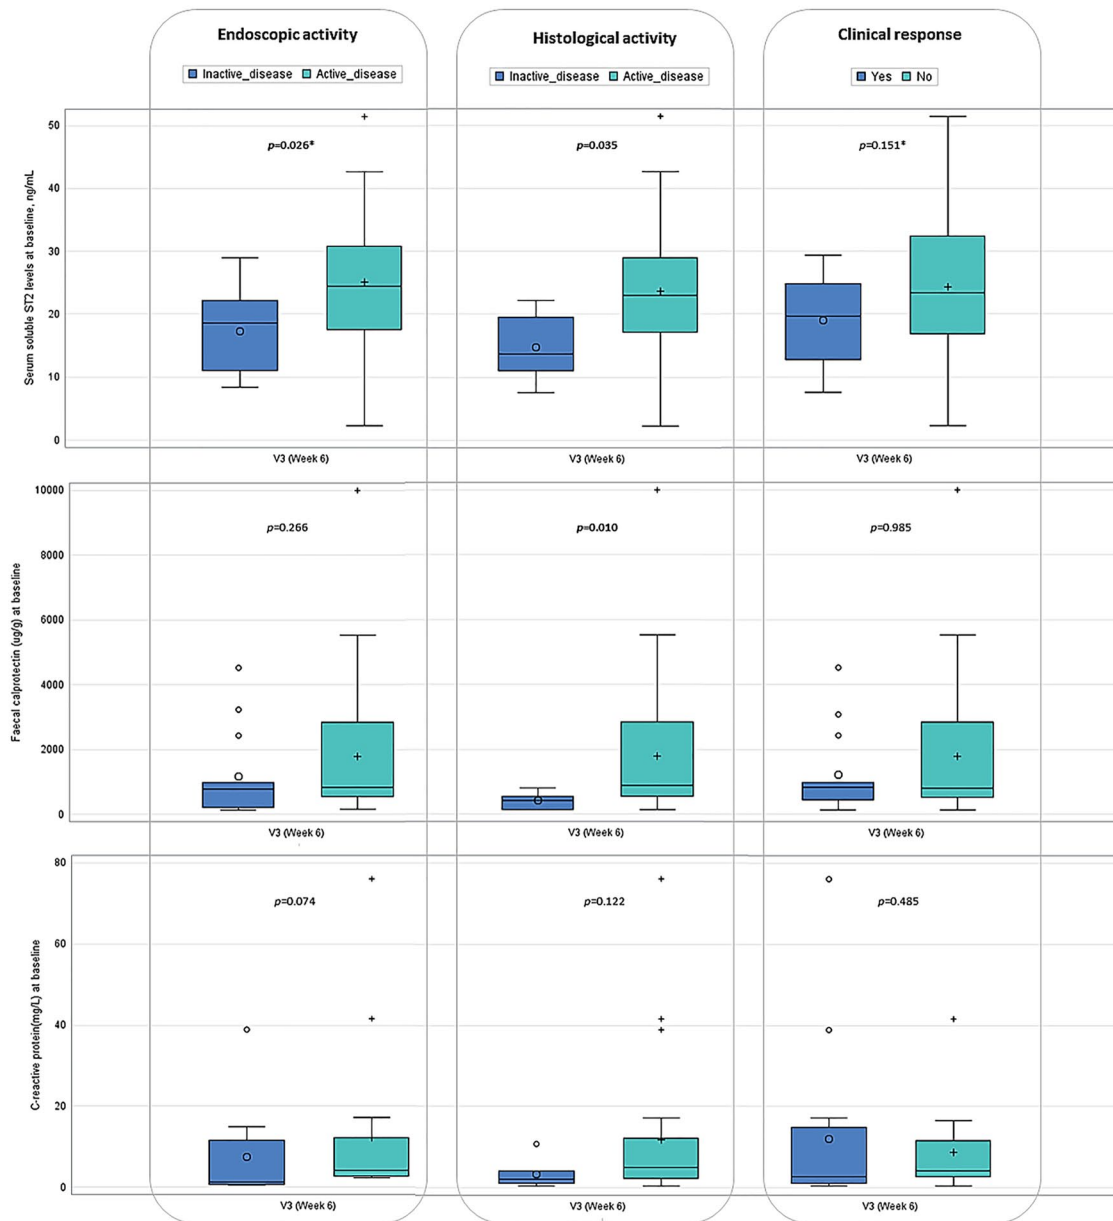 Endoscopic activity
Histological activity
Clinical response
Inactive_disease Active_disease
Inactive_disease Active_disease
Yes No
Serum soluble ST2 levels at baseline, ng/mL
50
40
30
20
10
0
p=0.026*
p=0.035
p=0.151*
V3 (Week 6)
V3 (Week 6)
V3 (Week 6)
Faecal calprotectin (ug/g) at baseline
10000
8000
6000
4000
2000
0
p=0.266
p=0.010
p=0.985
V3 (Week 6)
V3 (Week 6)
V3 (Week 6)
C-reactive protein(mg/L) at baseline
80
60
40
20
0
p=0.074
p=0.122
p=0.485
V3 (Week 6)
V3 (Week 6)
V3 (Week 6)